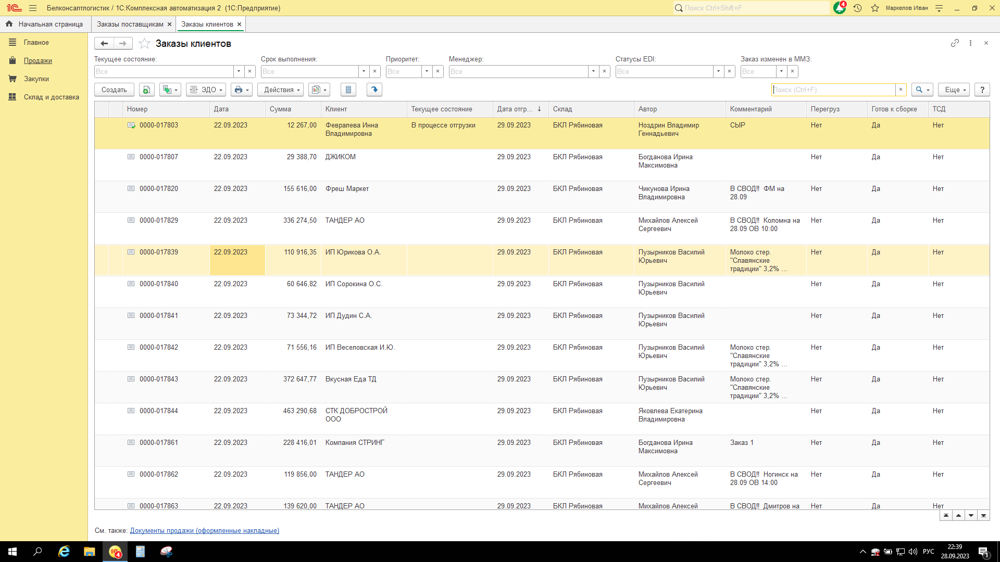 Белконсалтлогистик / 1С:Комплексная автоматизация 2 (1С:Предприятие)
Поиск Ctrl+Shift+F
4
Маркелов Иван
Начальная страница
Заказы поставщикам
Заказы клиентов
Главное
Продажи
Закупки
Склад и доставка
Заказы клиентов
Текущее состояние: Срок выполнения: Приоритет: Менеджер: Статусы EDI: Заказ изменен в ММЗ:
Все Все Все Все Все Все
Создать ЭДО Действия Поиск (Ctrl+F) Еще ?
Номер Дата Сумма Клиент Текущее состояние Дата отгр... Склад Автор Комментарий Перегруз Готов к сборке ТСД
0000-017803 22.09.2023 12 267,00 Февралева Инна В процессе отгрузки 29.09.2023 БКЛ Рябиновая Ноздрин Владимир СЫР Нет Да Нет
Владимировна Геннадьевич
0000-017807 22.09.2023 29 388,70 ДЖИКОМ 29.09.2023 БКЛ Рябиновая Богданова Ирина Нет Да Нет
Максимовна
0000-017820 22.09.2023 155 616,00 Фреш Маркет 29.09.2023 БКЛ Рябиновая Чикунова Ирина В СВОД!! ФМ на Нет Да Нет
Владимировна 28.09
0000-017829 22.09.2023 336 274,50 ТАНДЕР АО 29.09.2023 БКЛ Рябиновая Михайлов Алексей В СВОД!! Коломна на Нет Да Нет
Сергеевич 28.09 ОВ 10:00
0000-017839 22.09.2023 110 916,35 ИП Юрикова О.А. 29.09.2023 БКЛ Рябиновая Пузырников Василий Молоко стер. Нет Да Нет
Юрьевич "Славянские
традиции" 3,2% ...
0000-017840 22.09.2023 60 646,82 ИП Сорокина О.С. 29.09.2023 БКЛ Рябиновая Пузырников Василий Нет Да Нет
Юрьевич
0000-017841 22.09.2023 73 344,72 ИП Дудин С.А. 29.09.2023 БКЛ Рябиновая Пузырников Василий Нет Да Нет
Юрьевич
0000-017842 22.09.2023 71 556,16 ИП Веселовская И.Ю. 29.09.2023 БКЛ Рябиновая Пузырников Василий Молоко стер. Нет Да Нет
Юрьевич "Славянские
традиции" 3,2% ...
0000-017843 22.09.2023 372 647,77 Вкусная Еда ТД 29.09.2023 БКЛ Рябиновая Пузырников Василий Молоко стер. Нет Да Нет
Юрьевич "Славянские
традиции" 3,2% ...
0000-017844 22.09.2023 463 290,68 СТК ДОБРОСТРОЙ 29.09.2023 БКЛ Рябиновая Яковлева Екатерина Нет Да Нет
ООО Владимировна
0000-017861 22.09.2023 228 416,01 Компания СТРИНГ 29.09.2023 БКЛ Рябиновая Богданова Ирина Заказ 1 Нет Да Нет
Максимовна
0000-017862 22.09.2023 119 856,00 ТАНДЕР АО 29.09.2023 БКЛ Рябиновая Михайлов Алексей В СВОД!! Ногинск на Нет Да Нет
Сергеевич 28.09 ОВ 14:00
0000-017863 22.09.2023 139 620,00 ТАНДЕР АО 29.09.2023 БКЛ Рябиновая Михайлов Алексей В СВОД!! Дмитров на Нет Да Нет
См. также: Документы продажи (оформленные накладные)
4
РУС
22:39
28.09.2023
1